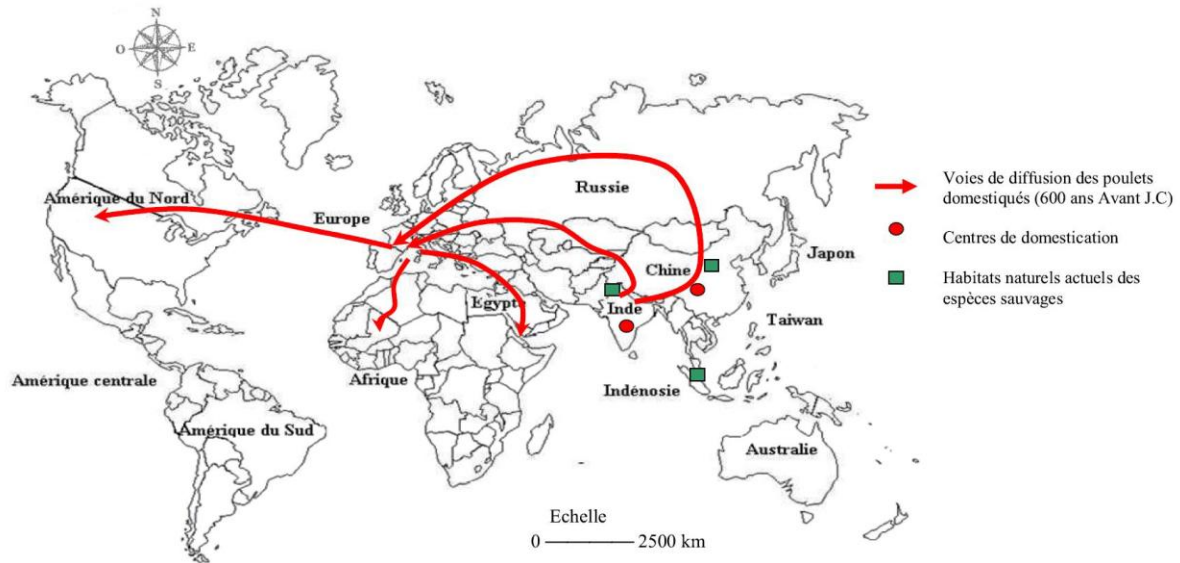 N
O E
S
Amérique du Nord
Europe
Russie
Chine
Japon
Egypt
Inde
Taiwan
Amérique centrale
Afrique
Indénosie
Amérique du Sud
Australie
Echelle
0 2500 km
Voies de diffusion des poulets
domestiqués (600 ans Avant J.C)
Centres de domestication
Habitats naturels actuels des
espèces sauvages